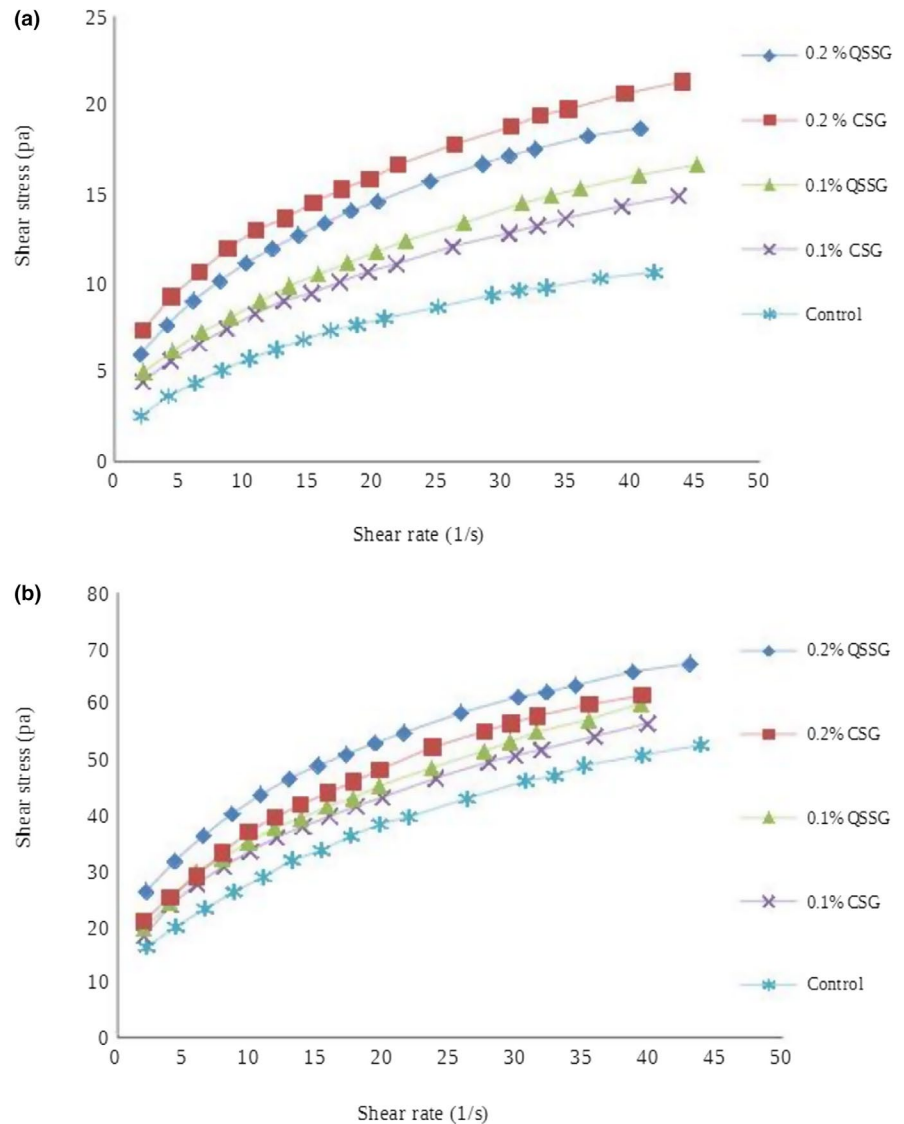 (a)
25
20
15
10
5
0
Shear stress (pa)
0 5 10 15 20 25 30 35 40 45 50
Shear rate (1/s)
0.2 % QSSG
0.2 % CSG
0.1% QSSG
0.1% CSG
Control
(b)
80
70
60
50
40
30
20
10
0
Shear stress (pa)
0 5 10 15 20 25 30 35 40 45 50
Shear rate (1/s)
0.2% QSSG
0.2% CSG
0.1% QSSG
0.1% CSG
Control